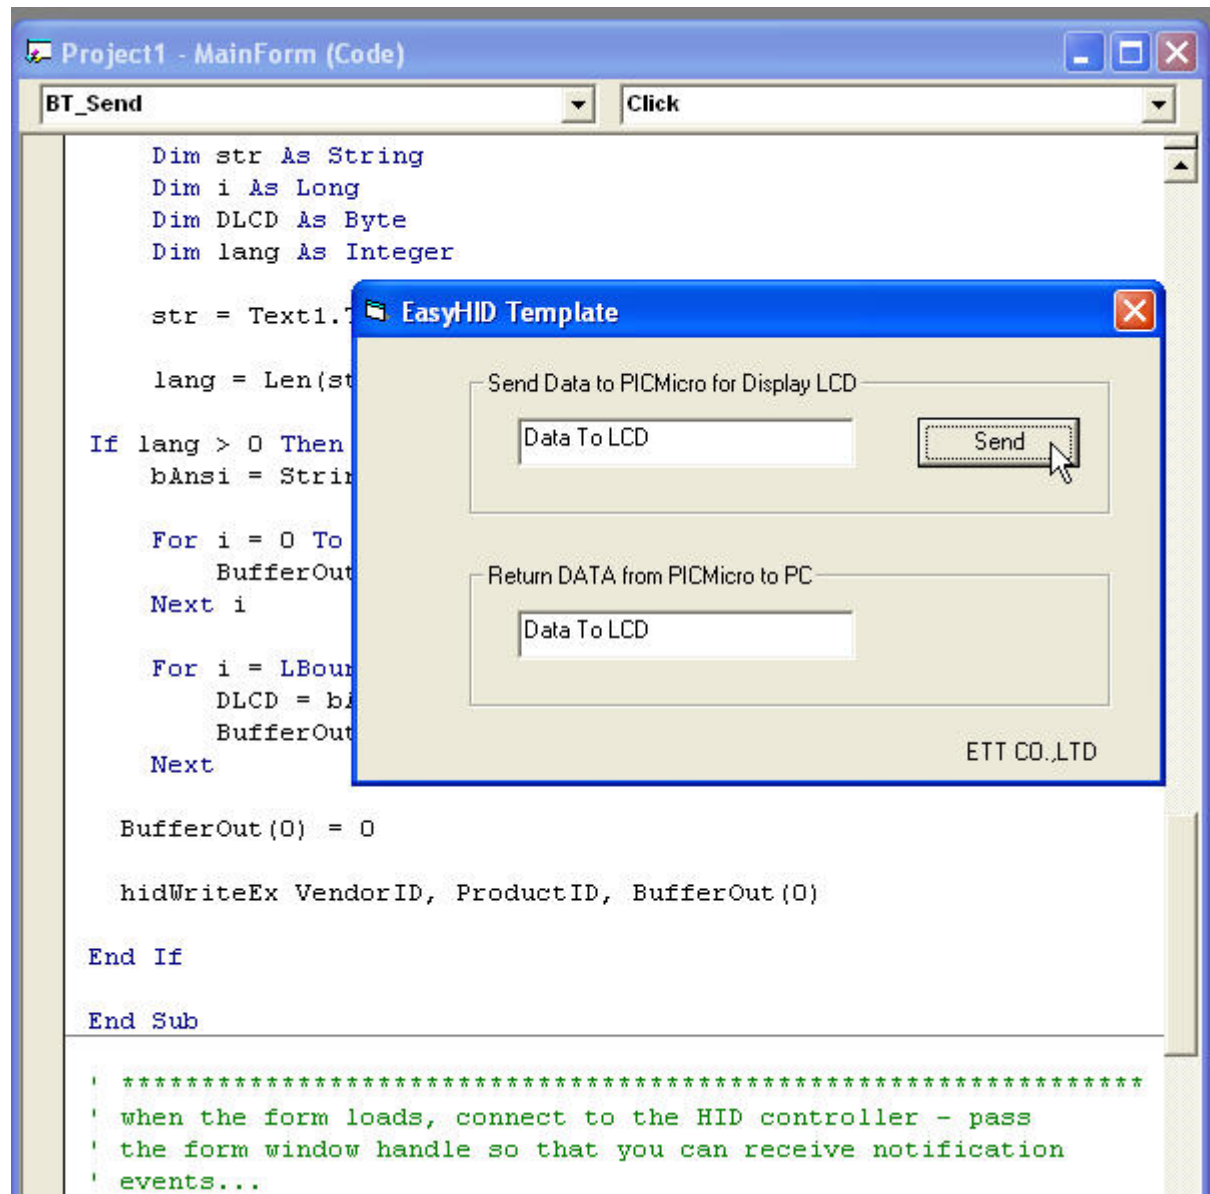 Project1 - MainForm (Code)
BT_Send Click
Dim str As String
Dim i As Long
Dim DLCD As Byte
Dim lang As Integer
str = Text1.
lang = Len(st
If lang > 0 Then
bAnsi = Strin
For i = 0 To
BufferOut
Next i
For i = LBour
DLCD = b
BufferOut
Next
BufferOut(0) = 0
hidWriteEx VendorID, ProductID, BufferOut(0)
End If
End Sub
' ****************************************************************
' when the form loads, connect to the HID controller - pass
' the form window handle so that you can receive notification
' events...
EasyHID Template
Send Data to PICMicro for Display LCD
Data To LCD Send
Return DATA from PICMicro to PC
Data To LCD
ETT CO.,LTD